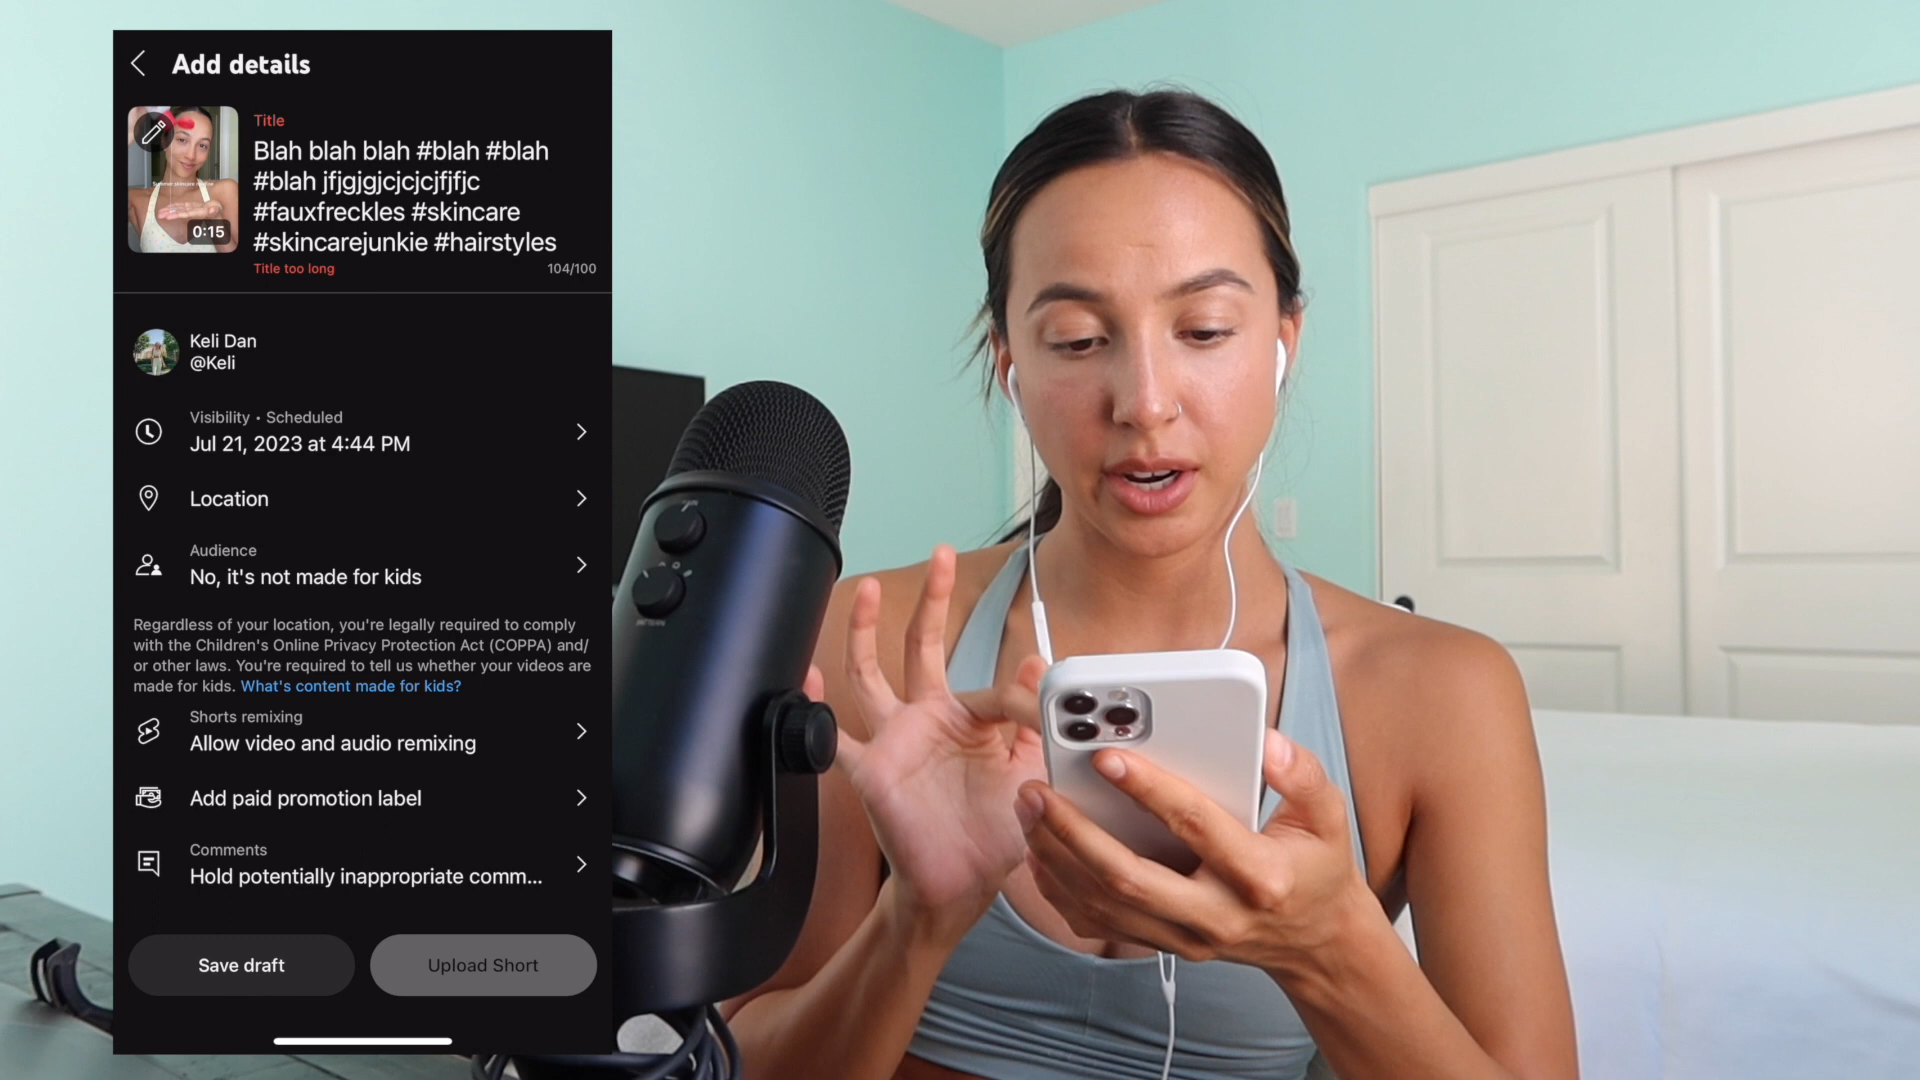 Add details
Title
Blah blah blah #blah #blah
#blah jfjgjgjcjcjcjfjfjc
#fauxfreckles #skincare
#skincarejunkie #hairstyles
0:15
Title too long
104/100
Keli Dan
@Keli
Visibility • Scheduled
Jul 21, 2023 at 4:44 PM
Location
Audience
No, it's not made for kids
Regardless of your location, you're legally required to comply
with the Children's Online Privacy Protection Act (COPPA) and/
or other laws. You're required to tell us whether your videos are
made for kids. What's content made for kids?
Shorts remixing
Allow video and audio remixing
Add paid promotion label
Comments
Hold potentially inappropriate comm...
Save draft
Upload Short